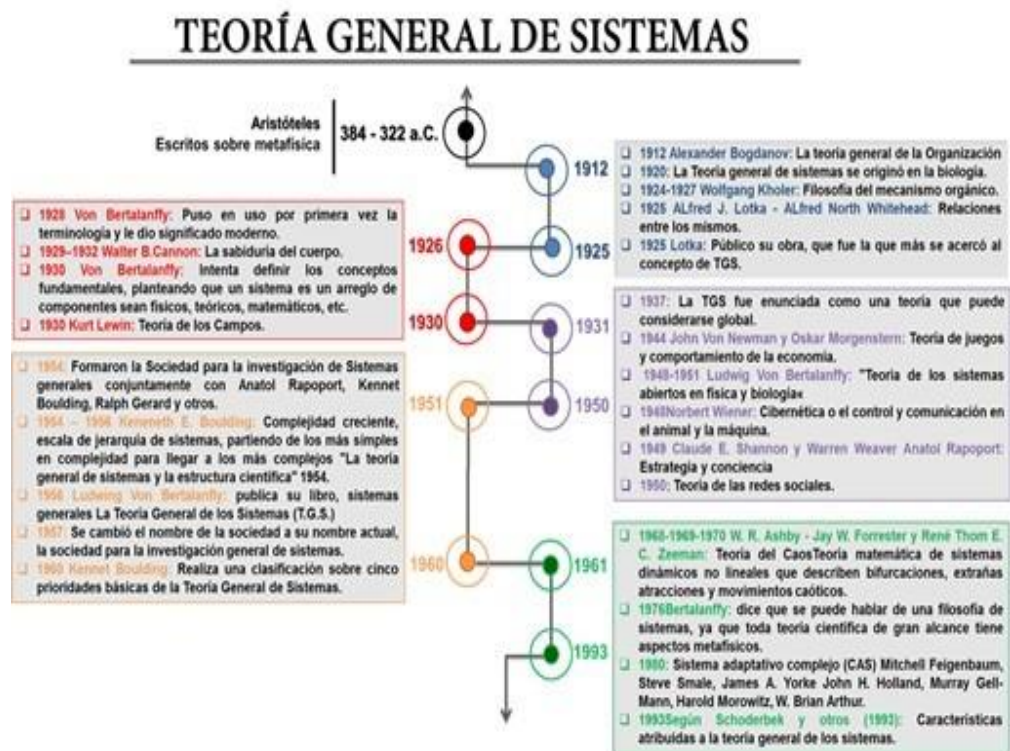 TEORÍA GENERAL DE SISTEMAS
Aristóteles
Escritos sobre metafísica
384 - 322 a.C.
1912
❑ 1912 Alexander Bogdanov: La teoría general de la Organización
❑ 1920: La Teoría general de sistemas se originó en la biología.
❑ 1924-1927 Wolfgang Kholer: Filosofía del mecanismo orgánico.
❑ 1925 ALfred J. Lotka - ALfred North Whitehead: Relaciones
entre los mismos.
❑ 1925 Lotka: Público su obra, que fue la que más se acercó al
concepto de TGS.
1925
❑ 1928 Von Bertalanffy: Puso en uso por primera vez la
terminología y le dio significado moderno.
❑ 1929–1932 Walter B.Cannon: La sabiduría del cuerpo.
❑ 1930 Von Bertalanffy: Intenta definir los conceptos
fundamentales, planteando que un sistema es un arreglo de
componentes sean físicos, teóricos, matemáticos, etc.
❑ 1930 Kurt Lewin: Teoría de los Campos.
1926
1930
1931
❑ 1937: La TGS fue enunciada como una teoría que puede
considerarse global.
❑ 1944 John Von Newman y Oskar Morgenstern: Teoría de juegos
y comportamiento de la economía.
❑ 1948-1951 Ludwig Von Bertalanffy: "Teoría de los sistemas
abiertos en física y biología«
❑ 1948Norbert Wiener: Cibernética o el control y comunicación en
el animal y la máquina.
❑ 1949 Claude E. Shannon y Warren Weaver Anatol Rapoport:
Estrategia y conciencia
❑ 1950: Teoría de las redes sociales.
1950
❑ 1954: Formaron la Sociedad para la investigación de Sistemas
generales conjuntamente con Anatol Rapoport, Kennet
Boulding, Ralph Gerard y otros.
❑ 1954 – 1956 Keneneth E. Boulding: Complejidad creciente,
escala de jerarquía de sistemas, partiendo de los más simples
en complejidad para llegar a los más complejos "La teoría
general de sistemas y la estructura científica" 1954.
❑ 1956 Ludwing Von Bertalanffy: publica su libro, sistemas
generales La Teoría General de los Sistemas (T.G.S.)
❑ 1957: Se cambió el nombre de la sociedad a su nombre actual,
la sociedad para la investigación general de sistemas.
❑ 1960 Kennet Boulding: Realiza una clasificación sobre cinco
prioridades básicas de la Teoría General de Sistemas.
1951
1960
1961
❑ 1968-1969-1970 W. R. Ashby - Jay W. Forrester y René Thom E.
C. Zeeman: Teoría del CaosTeoría matemática de sistemas
dinámicos no lineales que describen bifurcaciones, extrañas
atracciones y movimientos caóticos.
❑ 1976Bertalanffy: dice que se puede hablar de una filosofía de
sistemas, ya que toda teoría científica de gran alcance tiene
aspectos metafísicos.
❑ 1980: Sistema adaptativo complejo (CAS) Mitchell Feigenbaum,
Steve Smale, James A. Yorke John H. Holland, Murray Gell-
Mann, Harold Morowitz, W. Brian Arthur.
❑ 1993Según Schoderbek y otros (1993): Características
atribuidas a la teoría general de los sistemas.
1993